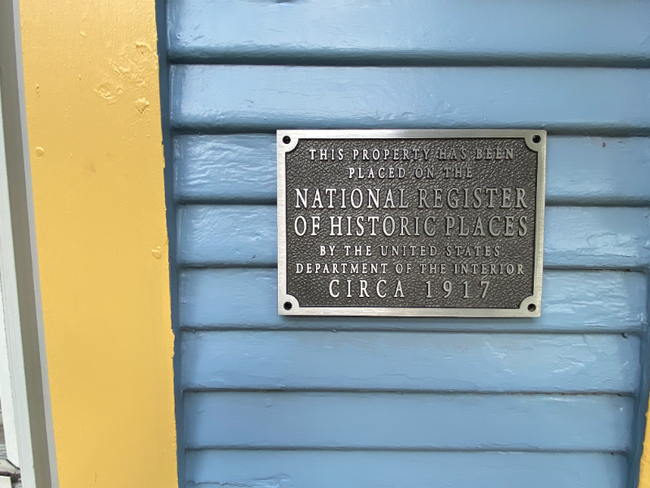 THIS PROPERTY HAS BEEN
PLACED ON THE
NATIONAL REGISTER
OF HISTORIC PLACES
BY THE UNITED STATES
DEPARTMENT OF THE INTERIOR
CIRCA 1917